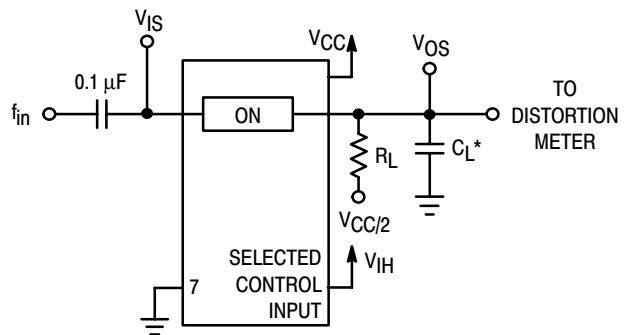 V_IS
V_CC
V_OS
0.1 µF
f_in
ON
TO
DISTORTION
METER
R_L
C_L*
V_CC/2
SELECTED
CONTROL
INPUT
V_IH
7